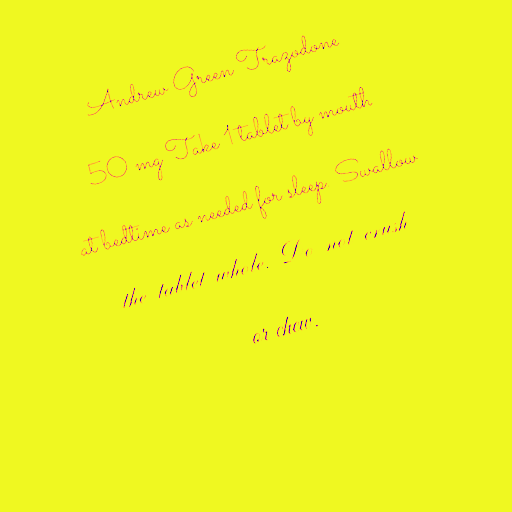 Andrew Green Trazodone
50 mg Take 1 tablet by mouth
at bedtime as needed for sleep Swallow
the tablet whole. Do not crush
or chew.